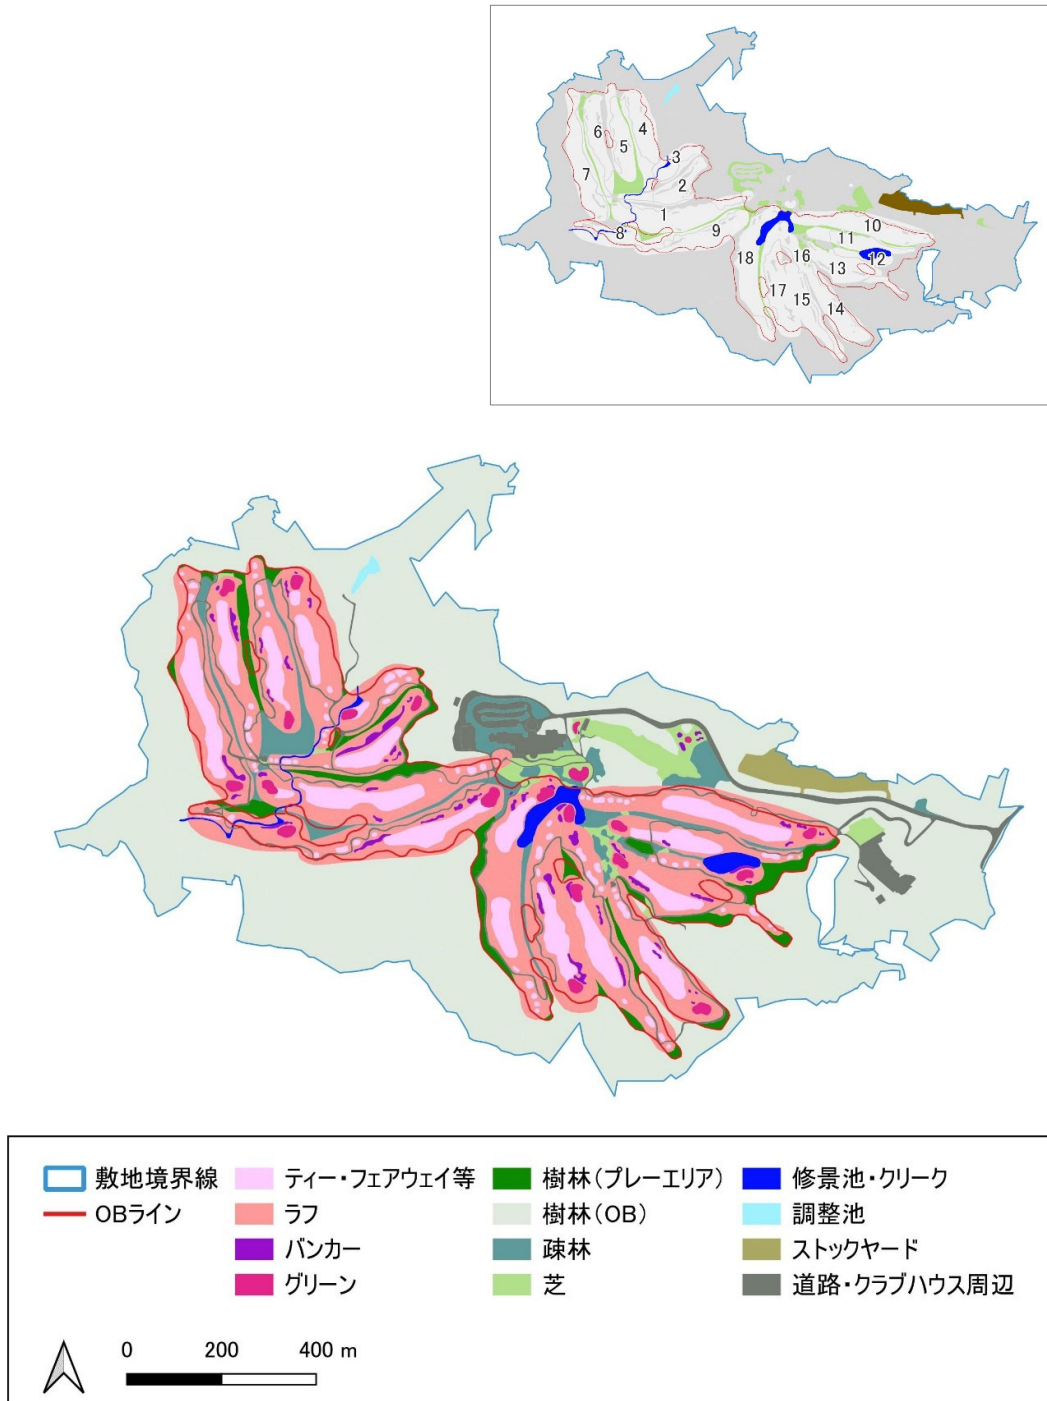 4
6
5
3
7
2
1
9
8
10
11
18
16
12
13
17
15
14
敷地境界線
OBライン
ティー・フェアウェイ等
ラフ
バンカー
グリーン
樹林(プレーエリア)
樹林(OB)
疎林
芝
修景池・クリーク
調整池
ストックヤード
道路・クラブハウス周辺
0 200 400 m